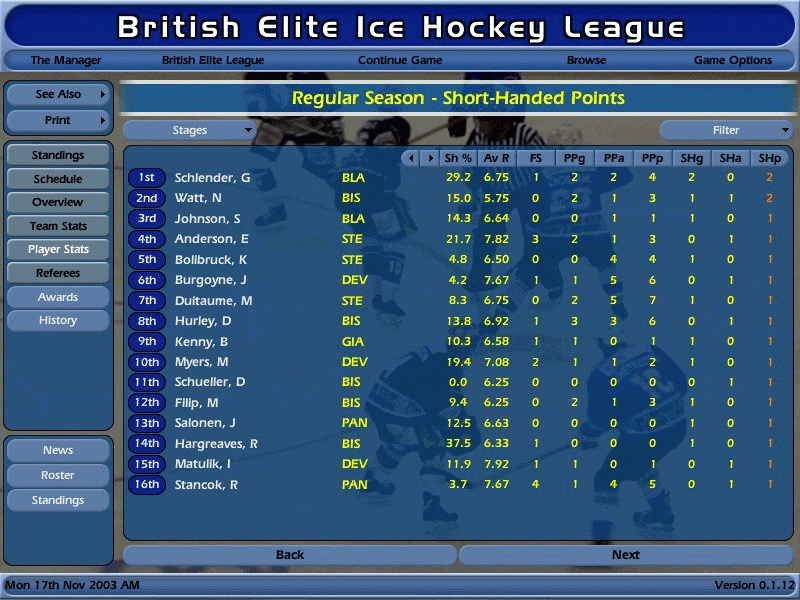 British Elite Ice Hockey League
The Manager British Elite League Continue Game Browse Game Options
See Also
Print
Standings
Schedule
Overview
Team Stats
Player Stats
Referees
Awards
History
News
Roster
Standings
Regular Season - Short-Handed Points
Stages Filter
Sh % Av R FS PPg PPa PPp SHg SHa SHp
1st Schlender, G BLA 29.2 6.75 1 2 2 4 2 0 2
2nd Watt, N BIS 15.0 5.75 0 2 1 3 1 1 2
3rd Johnson, S BLA 14.3 6.64 0 0 1 1 1 0 1
4th Anderson, E STE 21.7 7.82 3 2 1 3 0 1 1
5th Bolibruck, K STE 4.8 6.50 0 0 4 4 1 0 1
6th Burgoyne, J DEV 4.2 7.67 1 1 5 6 0 1 1
7th Dutiaume, M STE 8.3 6.75 0 2 5 7 1 0 1
8th Hurley, D BIS 13.8 6.92 1 3 3 6 0 1 1
9th Kenny, B GIA 10.3 6.58 1 1 0 1 1 0 1
10th Myers, M DEV 19.4 7.08 2 1 1 2 1 0 1
11th Schueller, D BIS 0.0 6.25 0 0 0 0 0 1 1
12th Filip, M BIS 9.4 6.25 0 2 1 3 1 0 1
13th Salonen, J PAN 12.5 6.63 0 0 0 0 1 0 1
14th Hargreaves, R BIS 37.5 6.33 1 0 0 0 1 0 1
15th Matulik, I DEV 11.9 7.92 1 1 0 1 0 1 1
16th Stancok, R PAN 3.7 7.67 4 1 4 5 0 1 1
Back Next
Mon 17th Nov 2003 AM Version 0.1.12